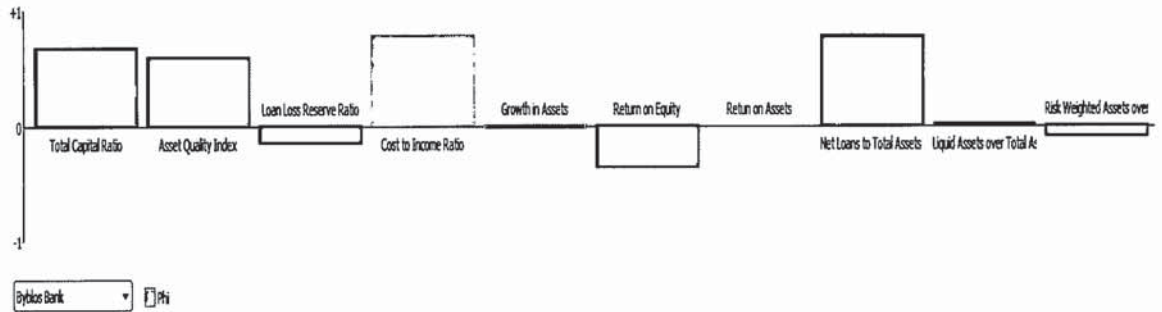 +1
Loan Loss Reserve Ratio Growth in Assets Return on Equity Retun on Assets Risk Weighted Assets over
0
Total Capital Ratio Asset Quality Index Cost to Income Ratio Net Loans to Total Assets Liquid Assets over Total As
-1
Byblos Bank Phi